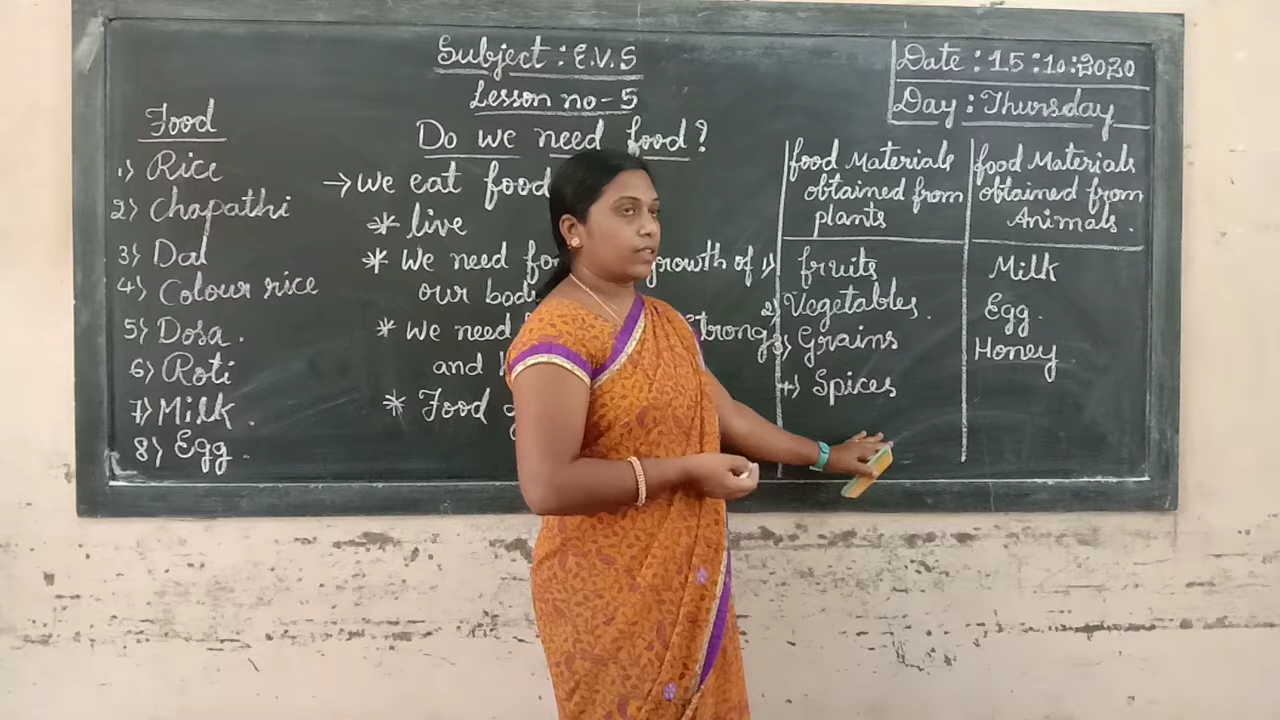 Subject : E.V.S
Lesson no-5
Do we need food?
Date : 15:10:2020
Day : Thursday
Food
1) Rice
2) Chapathi
3) Dal
4) Colour rice
5) Dosa.
6) Roti
7) Milk.
8) Egg.
→ We eat food
* live
* We need for growth of
our bod
* We need Strong
and
* Food
food Materials
obtained from
plants
1) fruits
2) Vegetables.
3) Grains
4) Spices
food Materials
obtained from
Animals.
Milk
Egg.
Honey.